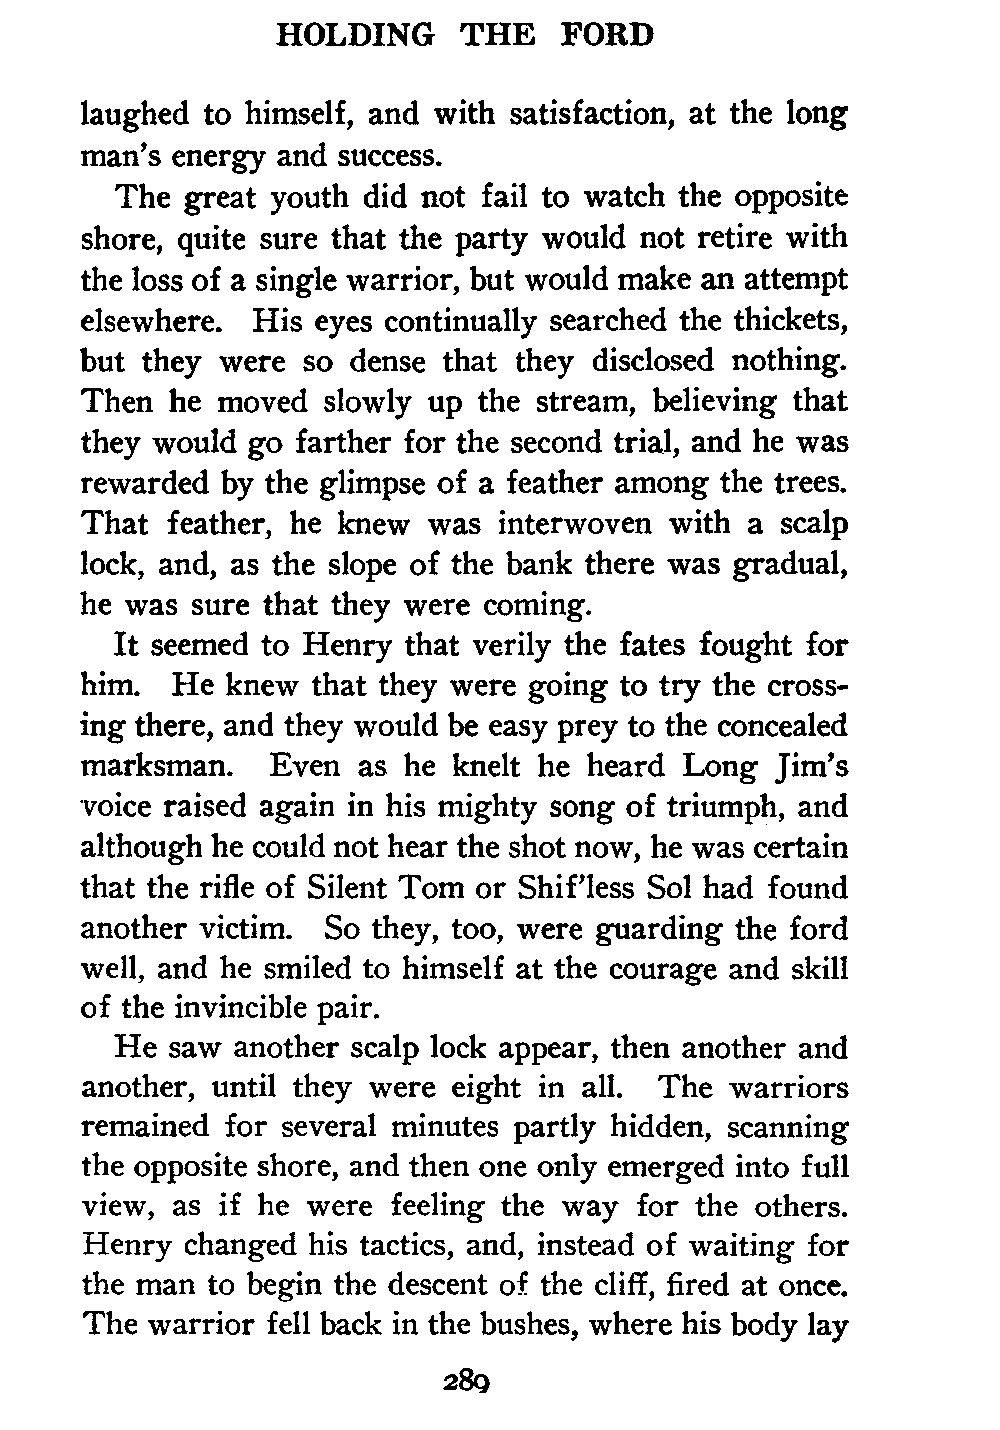 HOLDING THE FORD
laughed to himself, and with satisfaction, at the long
man's energy and success.
The great youth did not fail to watch the opposite
shore, quite sure that the party would not retire with
the loss of a single warrior, but would make an attempt
elsewhere. His eyes continually searched the thickets,
but they were so dense that they disclosed nothing.
Then he moved slowly up the stream, believing that
they would go farther for the second trial, and he was
rewarded by the glimpse of a feather among the trees.
That feather, he knew was interwoven with a scalp
lock, and, as the slope of the bank there was gradual,
he was sure that they were coming.
It seemed to Henry that verily the fates fought for
him. He knew that they were going to try the cross-
ing there, and they would be easy prey to the concealed
marksman. Even as he knelt he heard Long Jim's
voice raised again in his mighty song of triumph, and
although he could not hear the shot now, he was certain
that the rifle of Silent Tom or Shif'less Sol had found
another victim. So they, too, were guarding the ford
well, and he smiled to himself at the courage and skill
of the invincible pair.
He saw another scalp lock appear, then another and
another, until they were eight in all. The warriors
remained for several minutes partly hidden, scanning
the opposite shore, and then one only emerged into full
view, as if he were feeling the way for the others.
Henry changed his tactics, and, instead of waiting for
the man to begin the descent of the cliff, fired at once.
The warrior fell back in the bushes, where his body lay
289